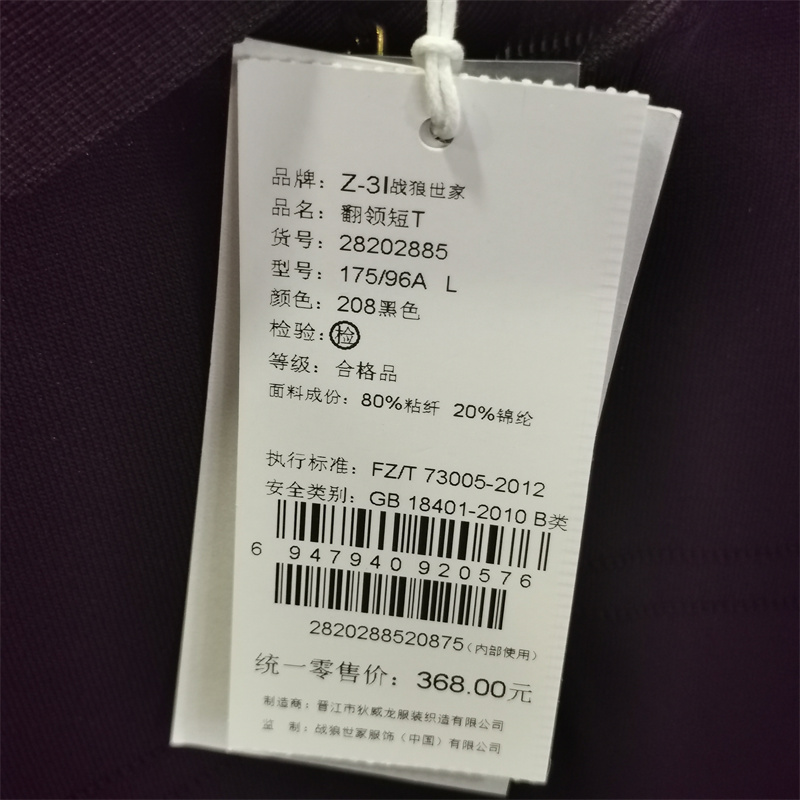 品牌：Z-3I战狼世家
品名：翻领短T
货号：28202885
型号：175/96A L
颜色：208黑色
检验：检
等级：合格品
面料成份：80%粘纤 20%锦纶
执行标准：FZ/T 73005-2012
安全类别：GB 18401-2010 B类
6 947940 920576
2820288520875（内部使用）
统一零售价：368.00元
制造商：晋江市狄威龙服装织造有限公司
监 制：战狼世家服饰（中国）有限公司